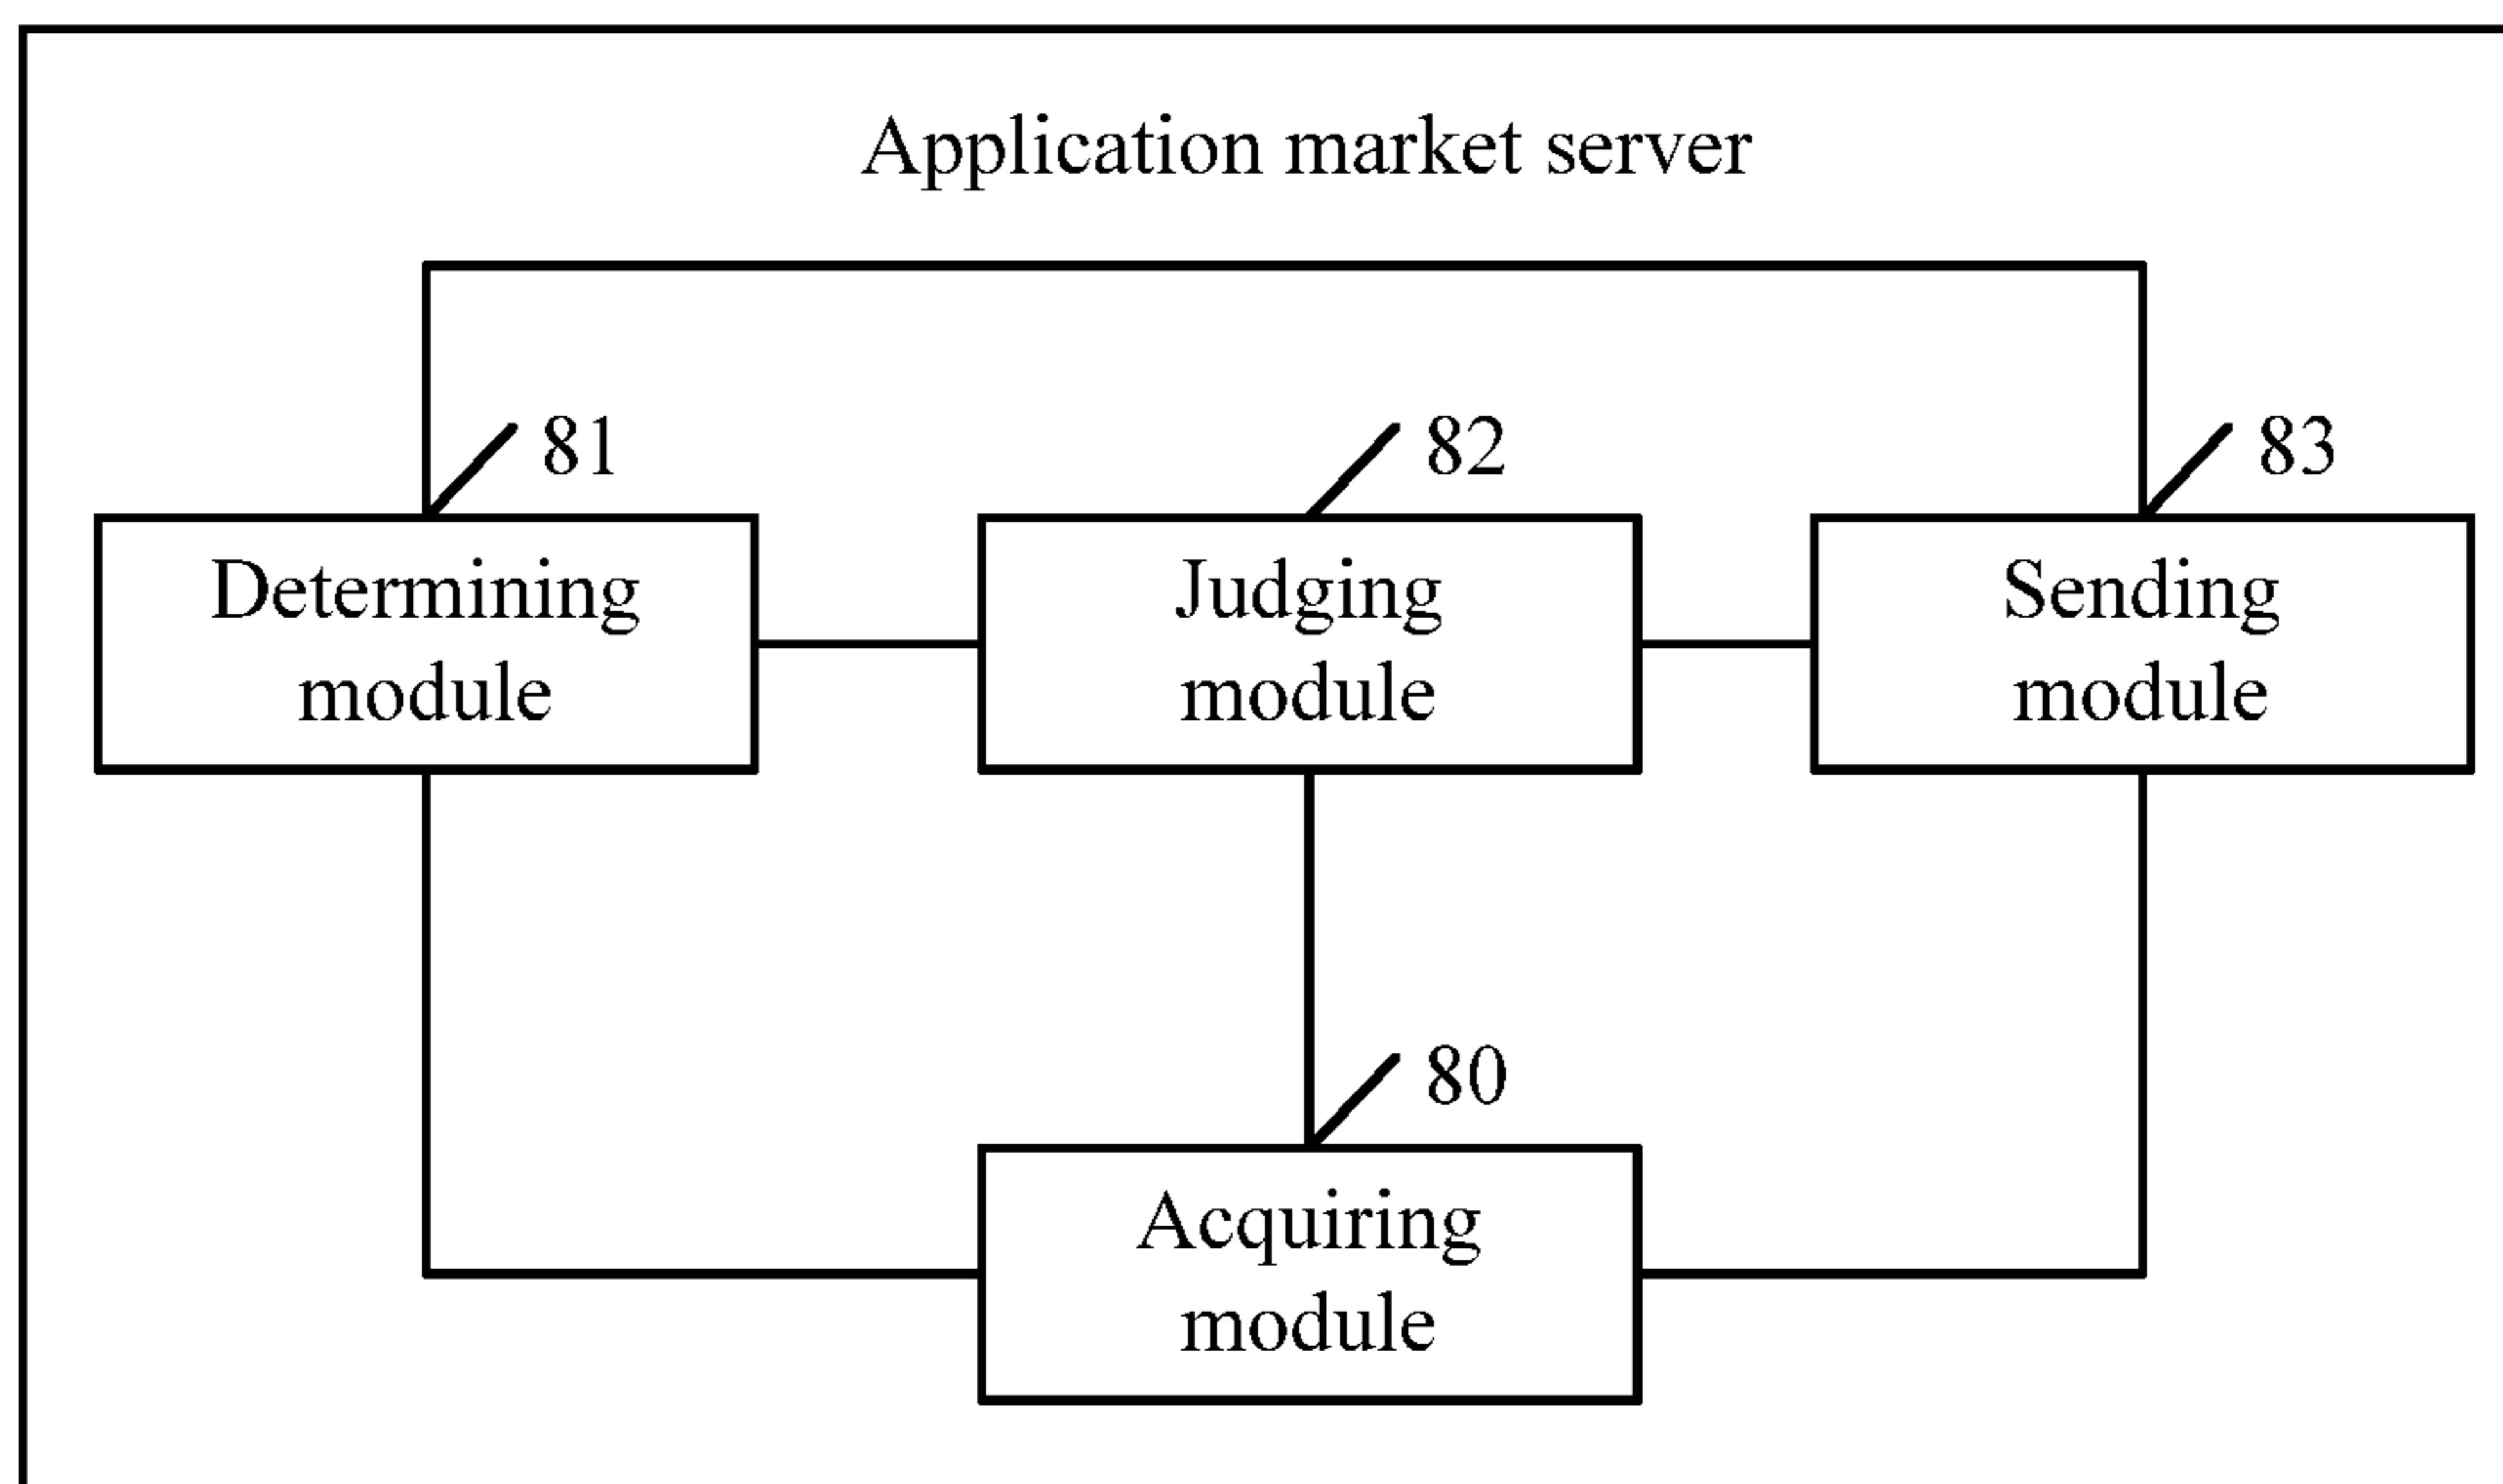 Application market server
81
82
83
Determining
module
Judging
module
Sending
module
80
Acquiring
module